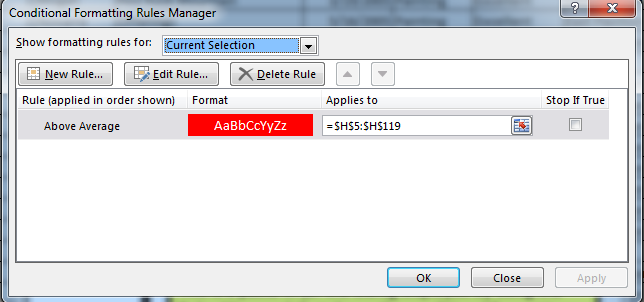 Conditional Formatting Rules Manager
?
Show formatting rules for: Current Selection
New Rule... Edit Rule... Delete Rule
Rule (applied in order shown) Format Applies to Stop If True
Above Average AaBbCcYyZz =$H$5:$H$119
OK Close Apply